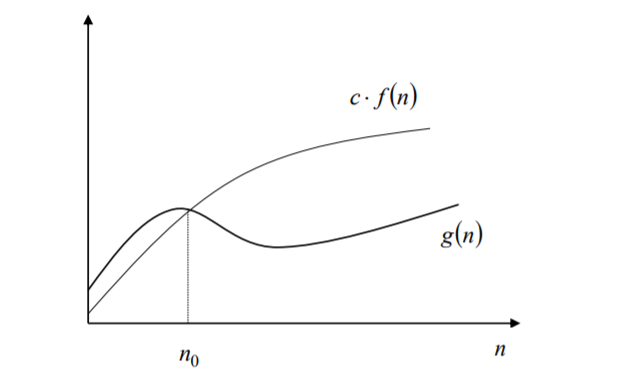 c · f(n)
g(n)
n₀
n